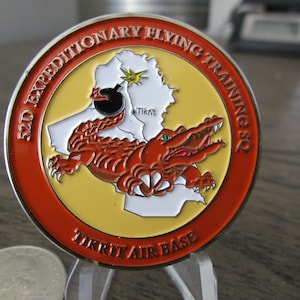 52D EXPEDITIONARY FLYING TRAINING SQ
Tikrit
TIKRIT AIR BASE